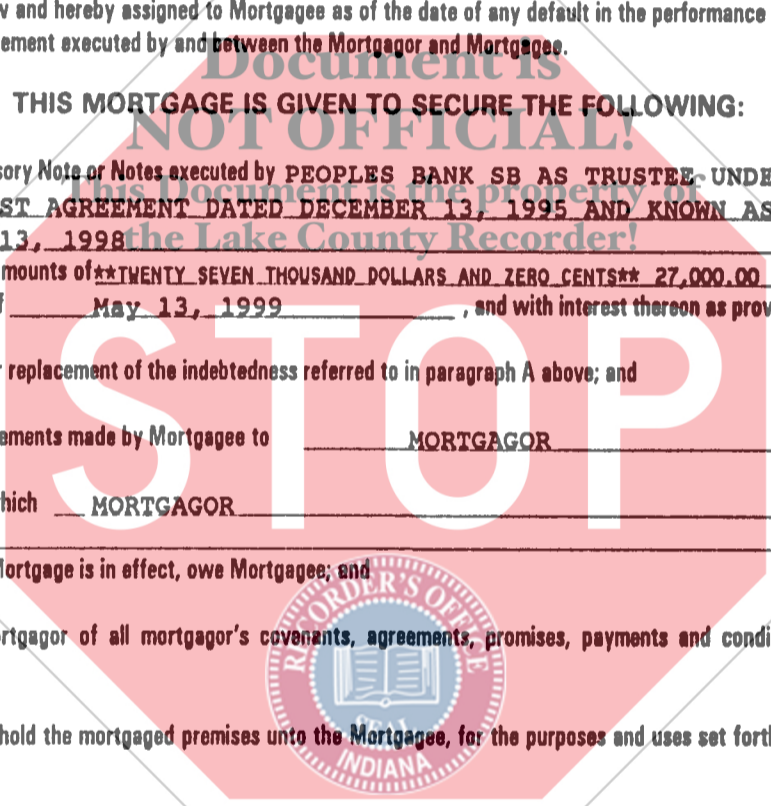 v and hereby assigned to Mortgagee as of the date of any default in the performance
ement executed by and between the Mortgagor and Mortgagee.
Document is
THIS MORTGAGE IS GIVEN TO SECURE THE FOLLOWING:
NOT OFFICIAL!
sory Note or Notes executed by PEOPLES BANK SB AS TRUSTEE UNDE
This Document is the property of
ST AGREEMENT DATED DECEMBER 13, 1995 AND KNOWN AS
13, 1998
the Lake County Recorder!
mounts of **TWENTY SEVEN THOUSAND DOLLARS AND ZERO CENTS** 27,000.00
f May 13, 1999 , and with interest thereon as prov
STOP
r replacement of the indebtedness referred to in paragraph A above; and
ements made by Mortgagee to MORTGAGOR
hich MORTGAGOR
Mortgage is in effect, owe Mortgagee; and
RECORDER'S OFFICE
rtgagor of all mortgagor's covenants, agreements, promises, payments and condi
SEAL
hold the mortgaged premises unto the Mortgagee, for the purposes and uses set forth
INDIANA